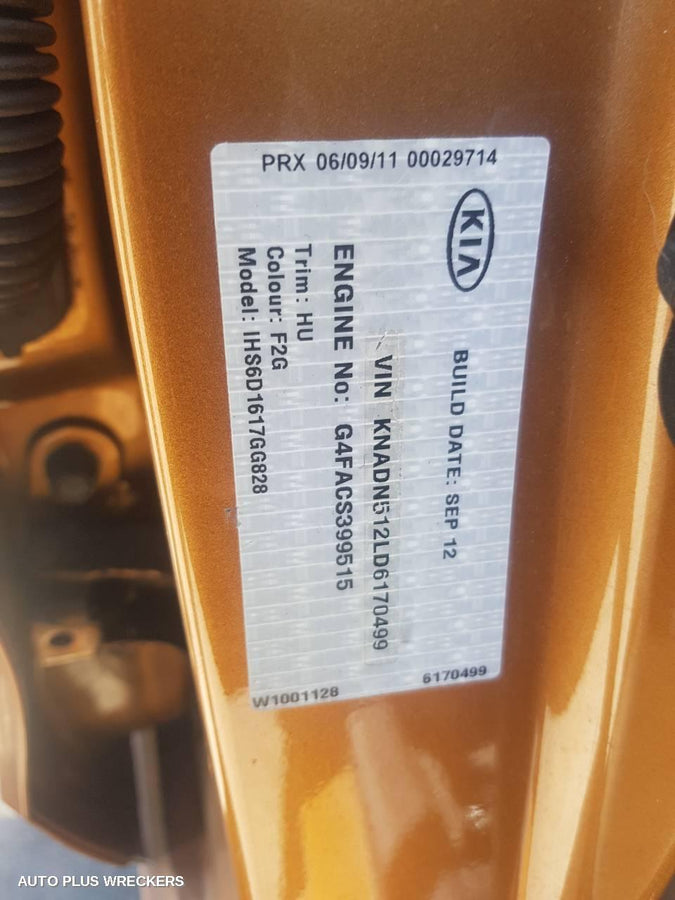 PRX 06/09/11 00029714
KIA
BUILD DATE: SEP 12
VIN KNADN512LD6170499
ENGINE No: G4FACS399515
Trim: HU
Colour: F2G
Model: IHS6D1617GG828
6170499
W1001128
AUTO PLUS WRECKERS